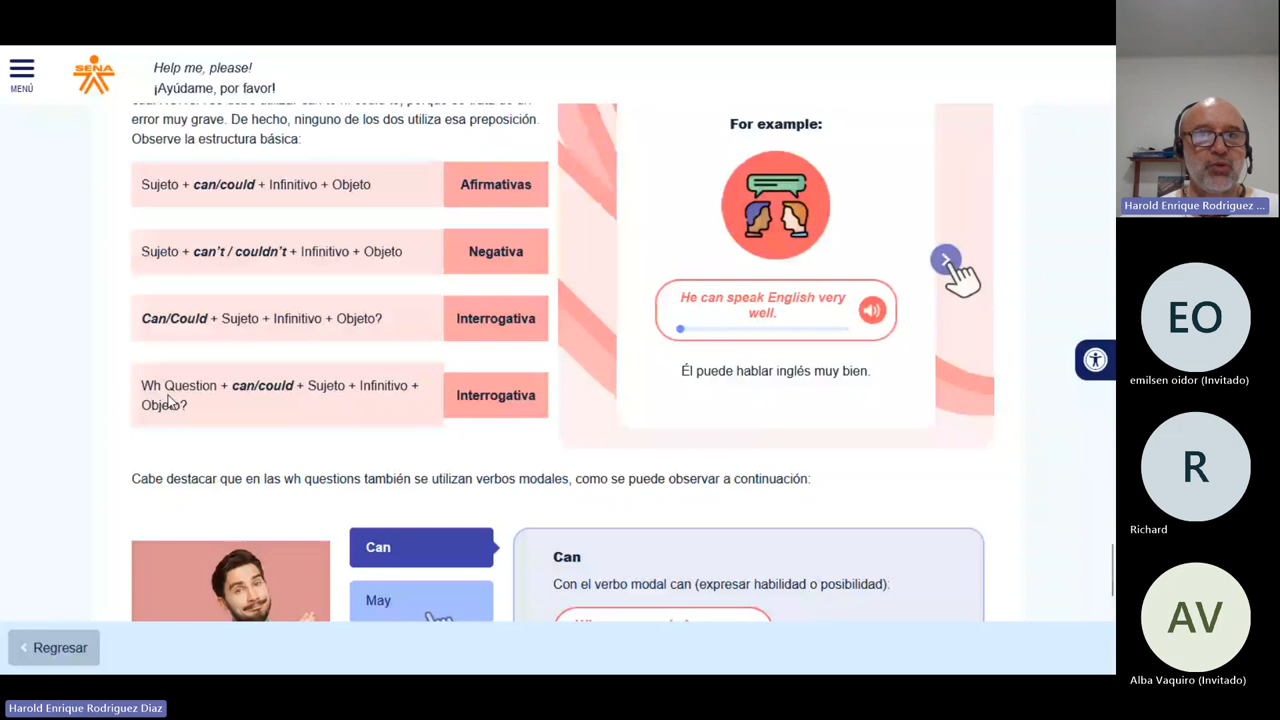 MENÚ
SENA
Help me, please!
¡Ayúdame, por favor!
error muy grave. De hecho, ninguno de los dos utiliza esa preposición.
Observe la estructura básica:
Sujeto + can/could + Infinitivo + Objeto
Afirmativas
Sujeto + can't / couldn't + Infinitivo + Objeto
Negativa
Can/Could + Sujeto + Infinitivo + Objeto?
Interrogativa
Wh Question + can/could + Sujeto + Infinitivo +
Objeto?
Interrogativa
For example:
He can speak English very
well.
Él puede hablar inglés muy bien.
Cabe destacar que en las wh questions también se utilizan verbos modales, como se puede observar a continuación:
Can
May
Can
Con el verbo modal can (expresar habilidad o posibilidad):
Regresar
Harold Enrique Rodriguez Diaz
Harold Enrique Rodriguez ...
EO
emilsen oidor (Invitado)
R
Richard
AV
Alba Vaquiro (Invitado)